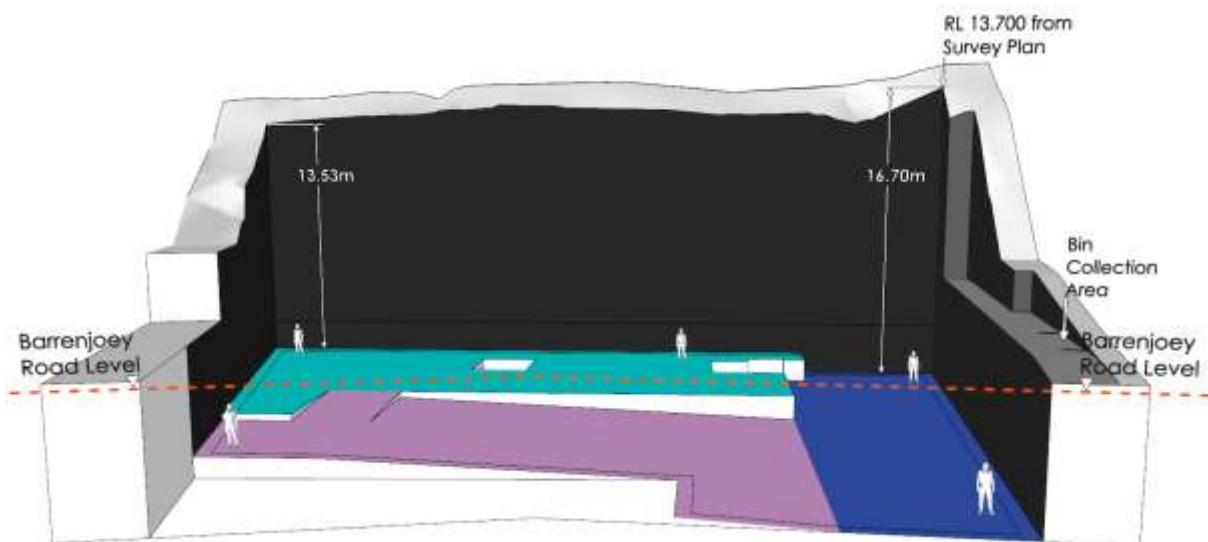 RL 13.700 from
Survey Plan
13.53m
16.70m
Bin
Collection
Area
Barrenjoey
Road Level
Barrenjoey
Road Level